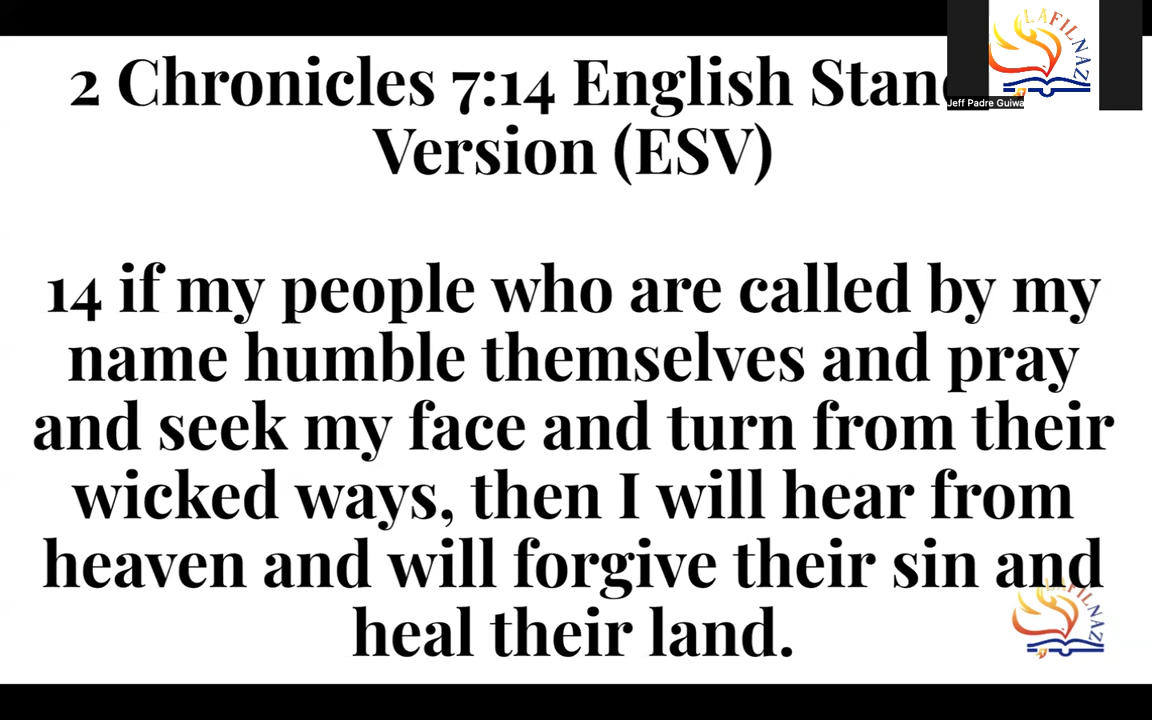 2 Chronicles 7:14 English Stan
Version (ESV)
14 if my people who are called by my
name humble themselves and pray
and seek my face and turn from their
wicked ways, then I will hear from
heaven and will forgive their sin and
heal their land.
LAFILNAZ
Jeff Padre Guiwa
LAFILNAZ